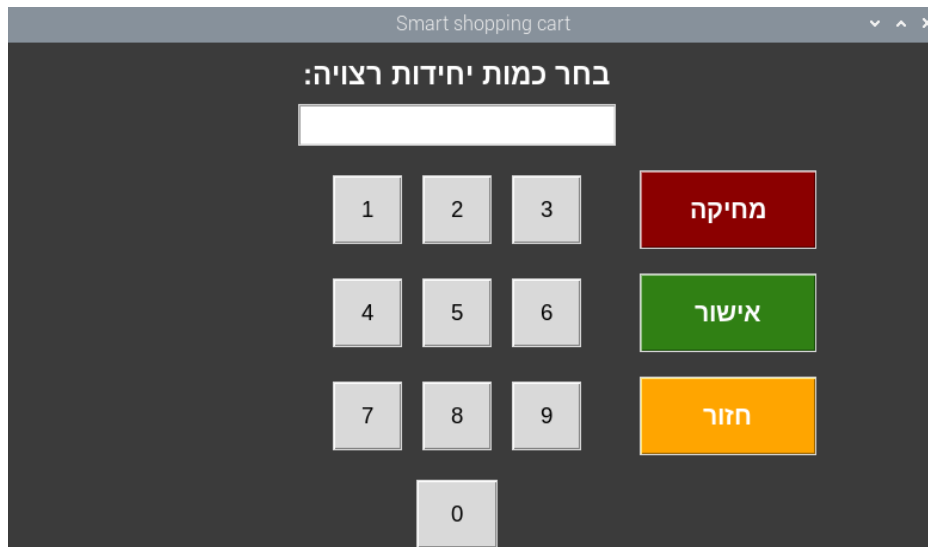 Smart shopping cart
בחר כמות יחידות רצויה:
1 2 3
מחיקה
4 5 6
אישור
7 8 9
חזור
0